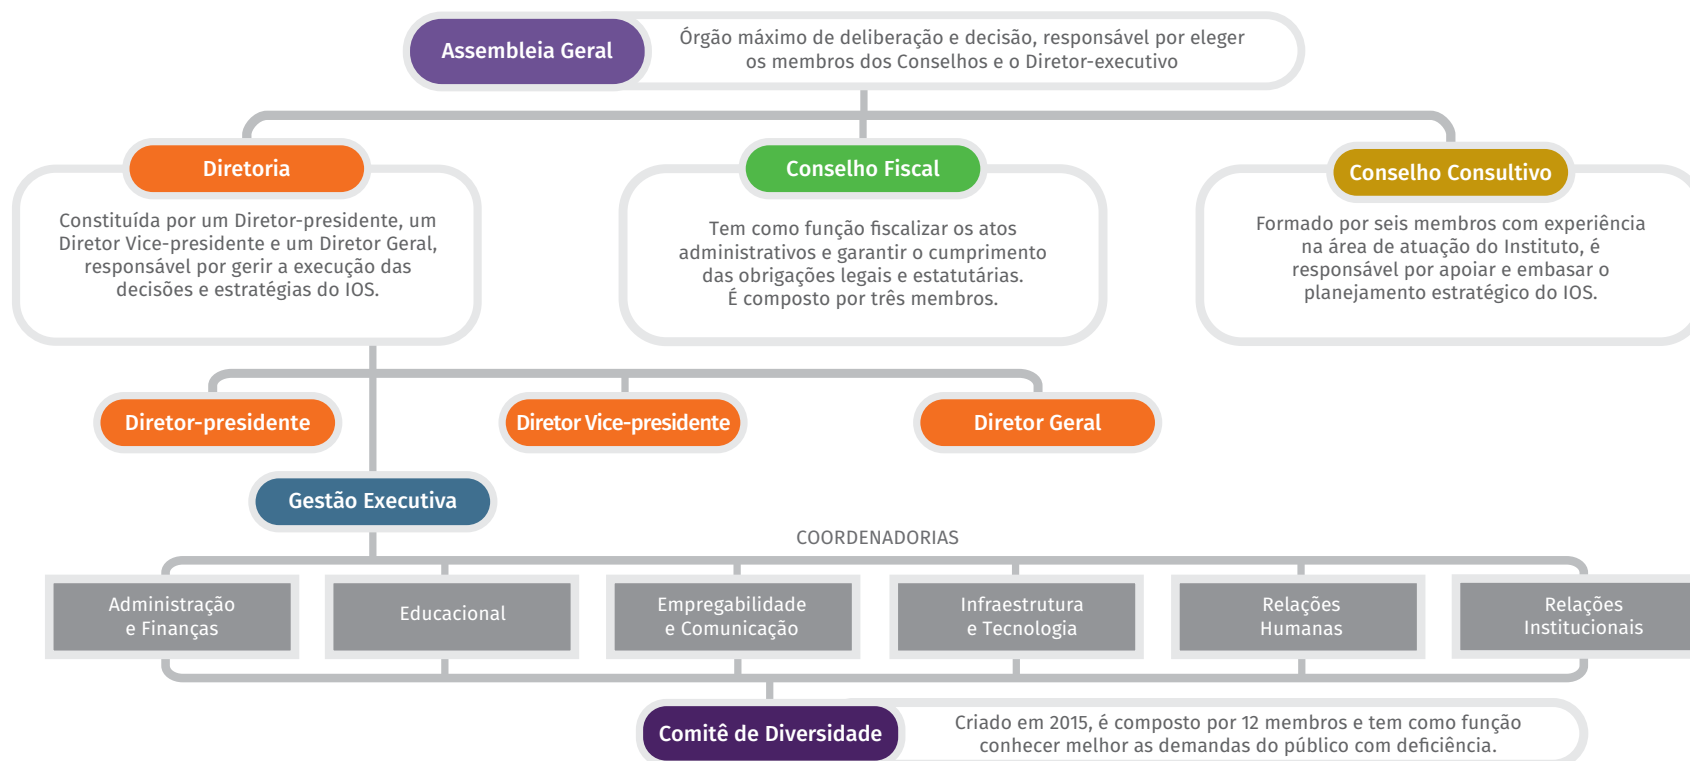 Assembleia Geral
Órgão máximo de deliberação e decisão, responsável por eleger
os membros dos Conselhos e o Diretor-executivo
Diretoria
Constituída por um Diretor-presidente, um
Diretor Vice-presidente e um Diretor Geral,
responsável por gerir a execução das
decisões e estratégias do IOS.
Conselho Fiscal
Tem como função fiscalizar os atos
administrativos e garantir o cumprimento
das obrigações legais e estatutárias.
É composto por três membros.
Conselho Consultivo
Formado por seis membros com experiência
na área de atuação do Instituto, é
responsável por apoiar e embasar o
planejamento estratégico do IOS.
Diretor-presidente
Diretor Vice-presidente
Diretor Geral
Gestão Executiva
COORDENADORIAS
Administração
e Finanças
Educacional
Empregabilidade
e Comunicação
Infraestrutura
e Tecnologia
Relações
Humanas
Relações
Institucionais
Comitê de Diversidade
Criado em 2015, é composto por 12 membros e tem como função
conhecer melhor as demandas do público com deficiência.